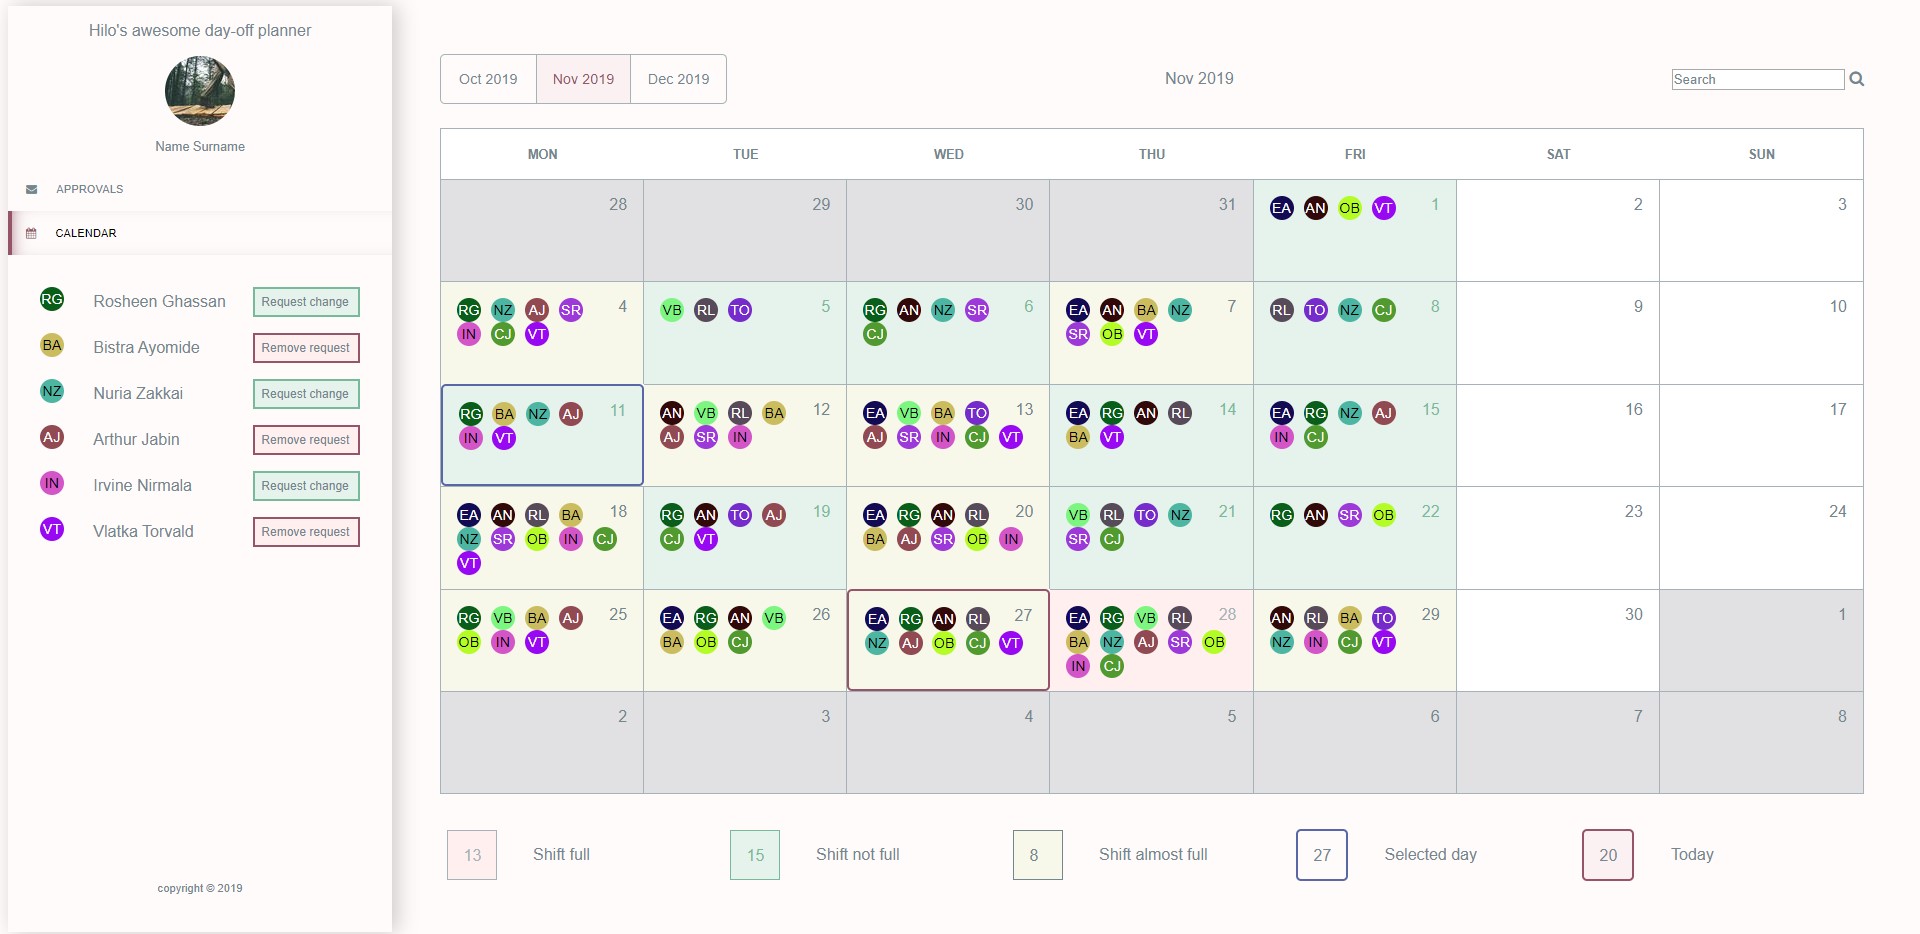 Hilo's awesome day-off planner
Name Surname
APPROVALS
CALENDAR
RG Rosheen Ghassan Request change
BA Bistra Ayomide Remove request
NZ Nuria Zakkai Request change
AJ Arthur Jabin Remove request
IN Irvine Nirmala Request change
VT Vlatka Torvald Remove request
copyright © 2019
Oct 2019 Nov 2019 Dec 2019
Nov 2019
Search
MON TUE WED THU FRI SAT SUN
28 29 30 31
EA AN OB VT 1
2 3
RG NZ AJ SR 4
IN CJ VT
VB RL TO 5
RG AN NZ SR 6
CJ
EA AN BA NZ 7
SR OB VT
RL TO NZ CJ 8
9 10
RG BA NZ AJ 11
IN VT
AN VB RL BA 12
AJ SR IN
EA VB BA TO 13
AJ SR IN CJ VT
EA RG AN RL 14
BA VT
EA RG NZ AJ 15
IN CJ
16 17
EA AN RL BA 18
NZ SR OB IN CJ
VT
RG AN TO AJ 19
CJ VT
EA RG AN RL 20
BA AJ SR OB IN
VB RL TO NZ 21
SR CJ
RG AN SR OB 22
23 24
RG VB BA AJ 25
OB IN VT
EA RG AN VB 26
BA OB CJ
EA RG AN RL 27
NZ AJ OB CJ VT
EA RG VB RL 28
BA NZ AJ SR OB
IN CJ
AN RL BA TO 29
NZ IN CJ VT
30 1
2 3 4 5 6 7 8
13 Shift full
15 Shift not full
8 Shift almost full
27 Selected day
20 Today